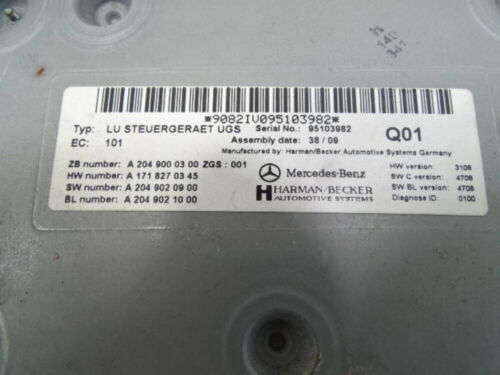 *9082IV095103982*
Typ: LU STEUERGERAET UGS Serial No.: 95103982 Q01
EC: 101 Assembly date: 38 / 09
Manufactured by: Harman/Becker Automotive Systems Germany
ZB number: A 204 900 03 00 ZGS : 001 Mercedes-Benz HW version: 3108
HW number: A 171 827 03 45 SW C version: 4708
SW number: A 204 902 09 00 HARMAN/BECKER SW BL version: 4708
BL number: A 204 902 10 00 AUTOMOTIVE SYSTEMS Diagnose ID: 0100